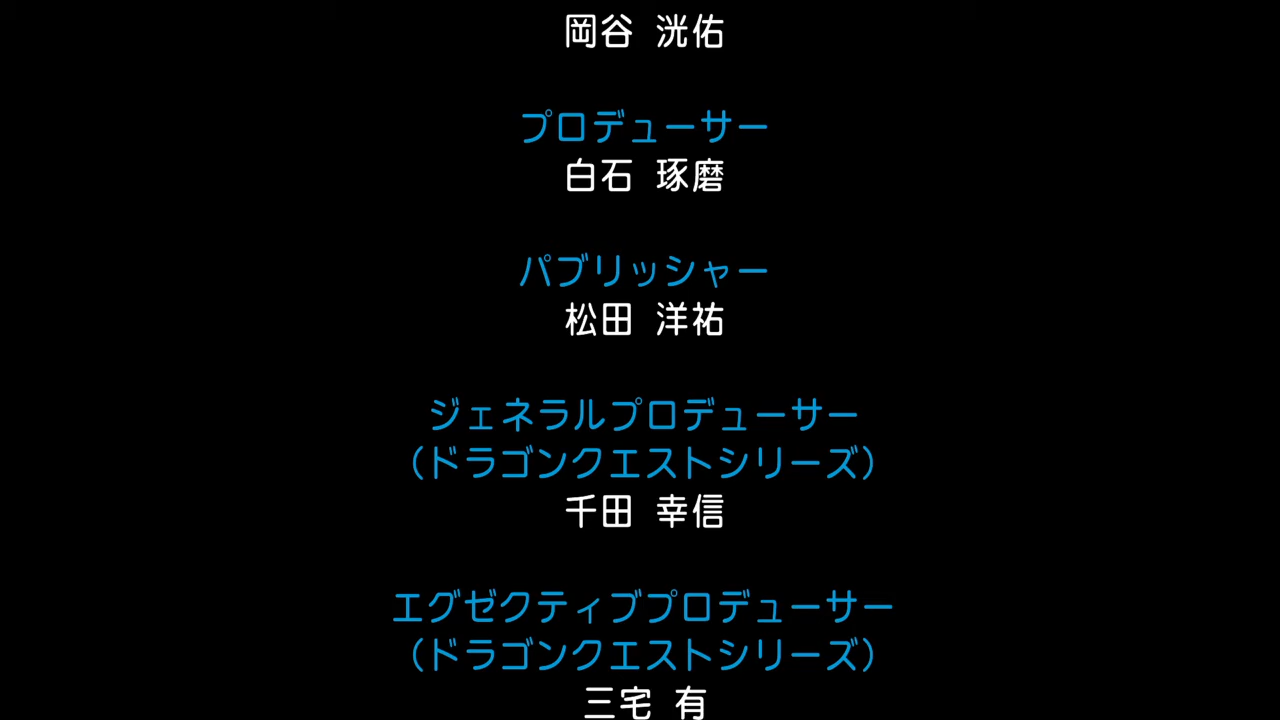 岡谷 洸佑
プロデューサー
白石 琢磨
パブリッシャー
松田 洋祐
ジェネラルプロデューサー
（ドラゴンクエストシリーズ）
千田 幸信
エグゼクティブプロデューサー
（ドラゴンクエストシリーズ）
三宅 有